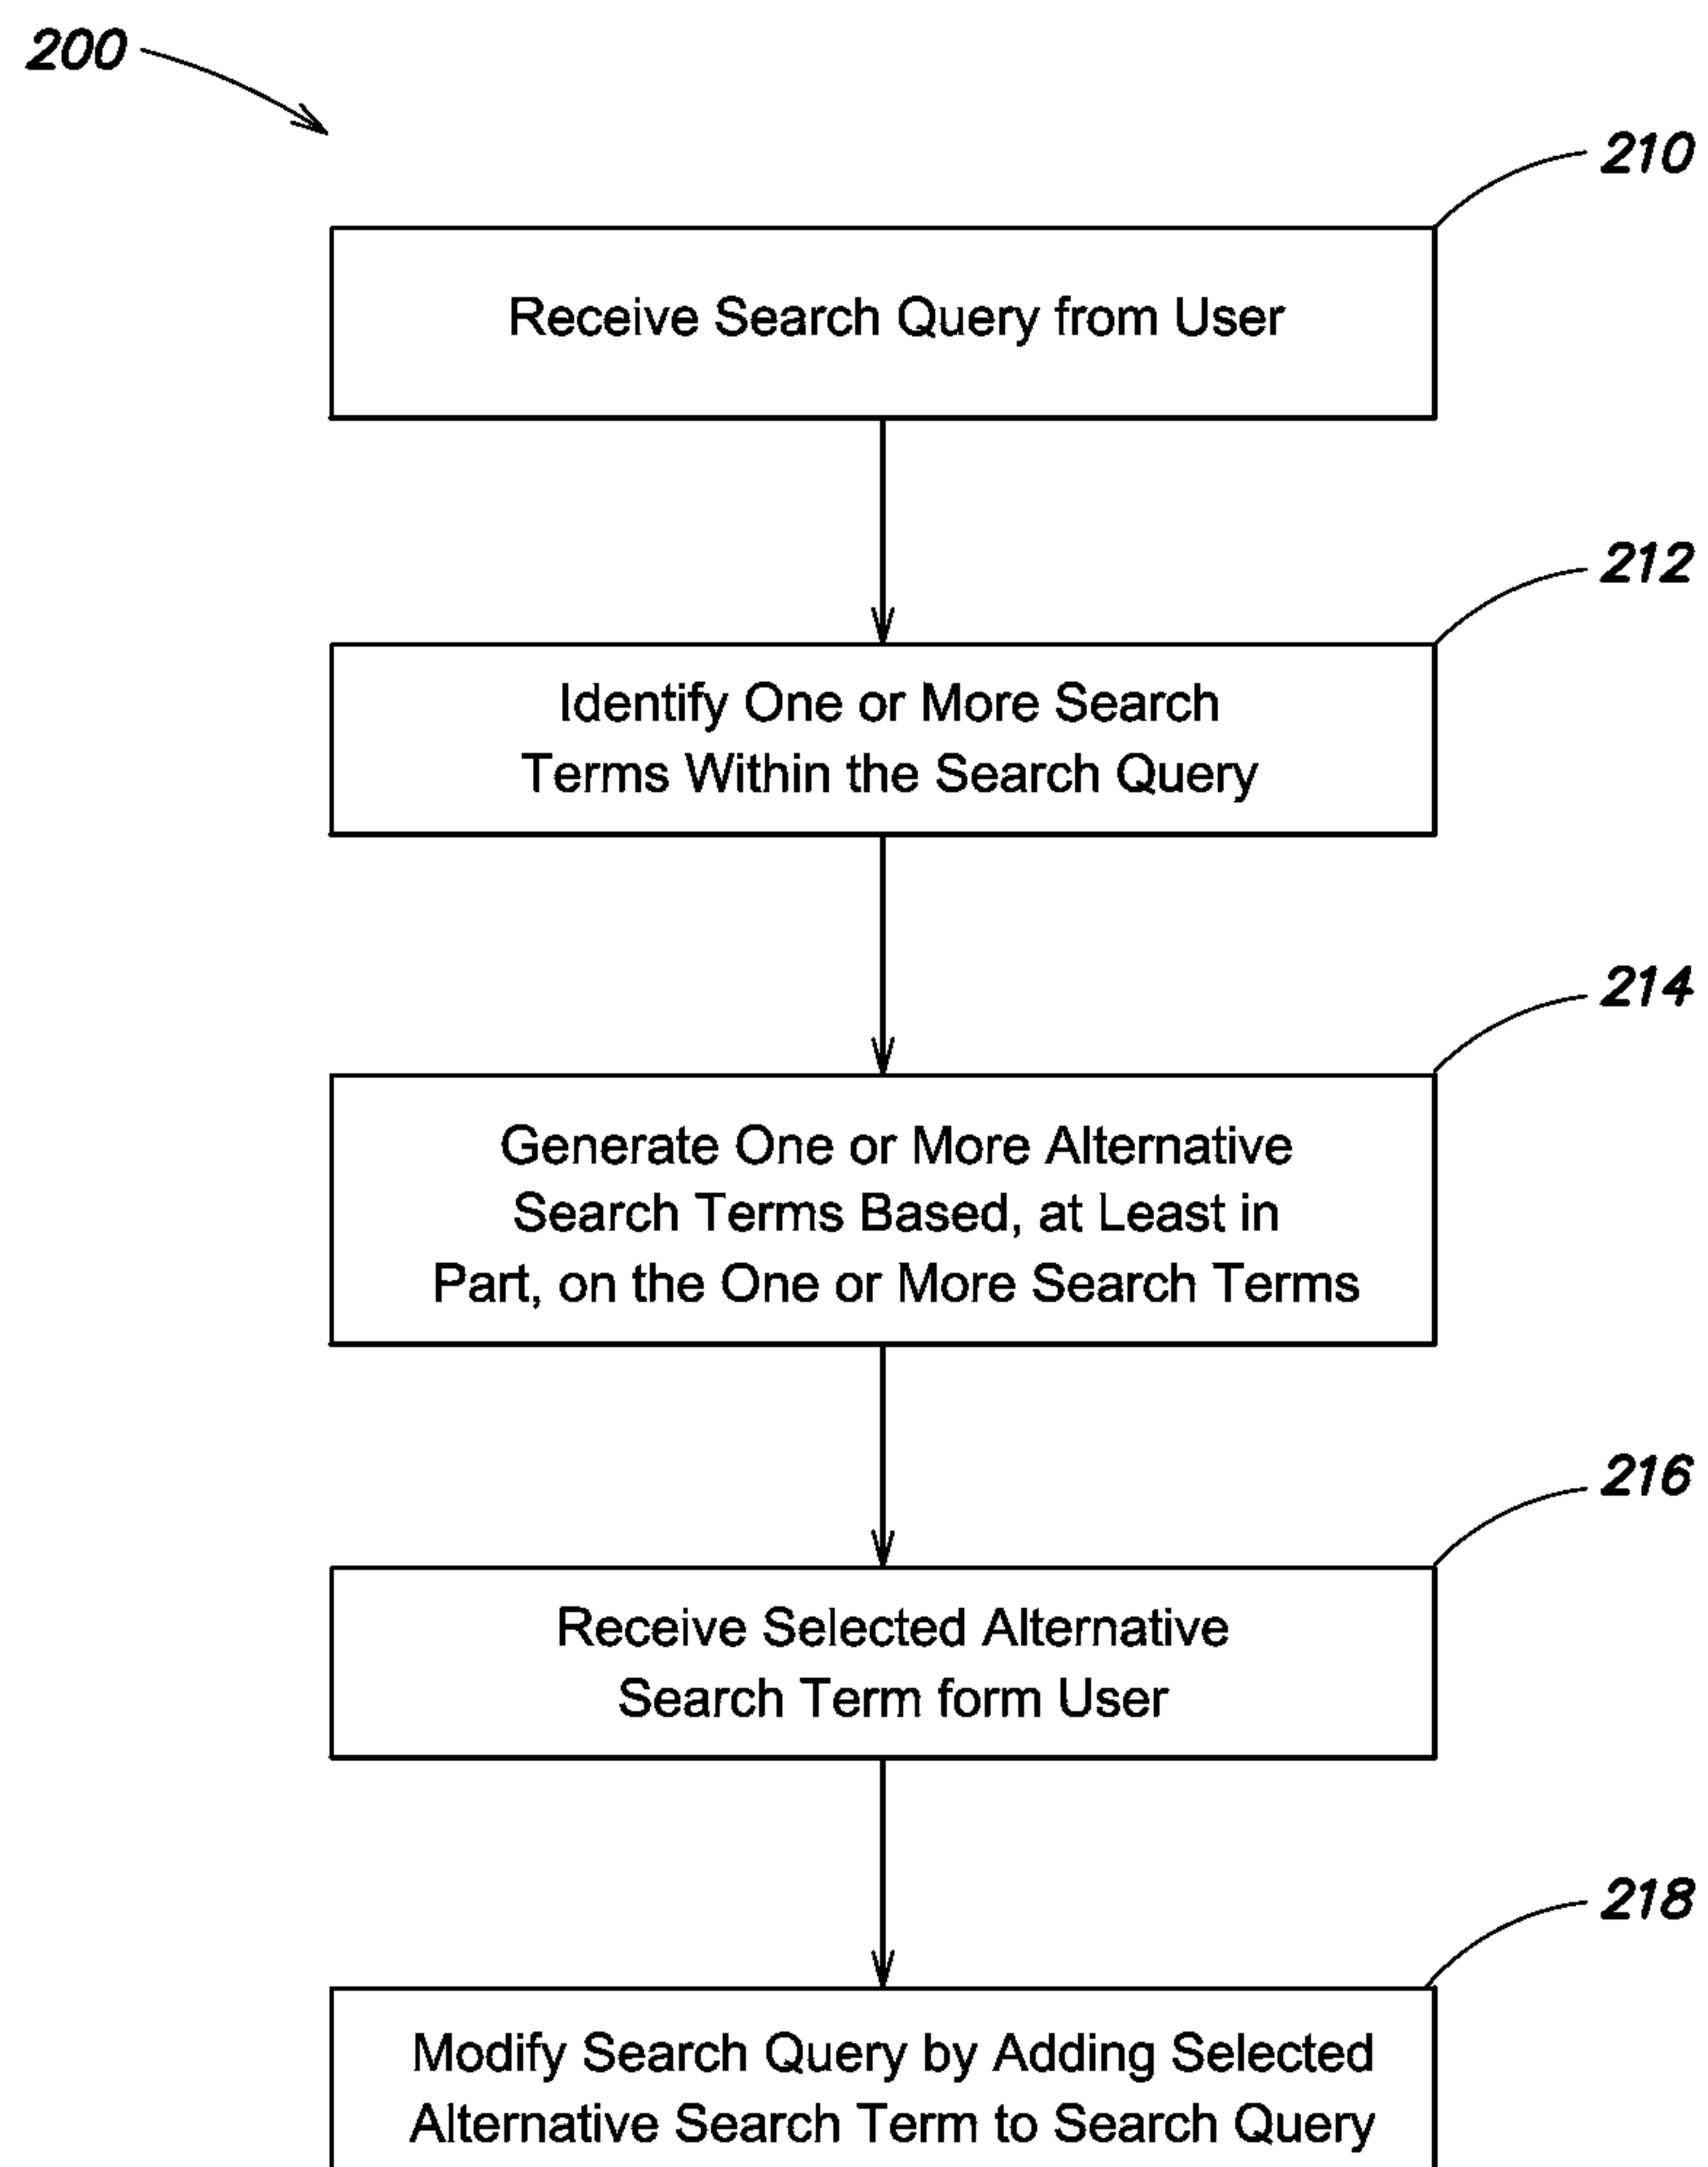 200
210
Receive Search Query from User
212
Identify One or More Search
Terms Within the Search Query
214
Generate One or More Alternative
Search Terms Based, at Least in
Part, on the One or More Search Terms
216
Receive Selected Alternative
Search Term form User
218
Modify Search Query by Adding Selected
Alternative Search Term to Search Query